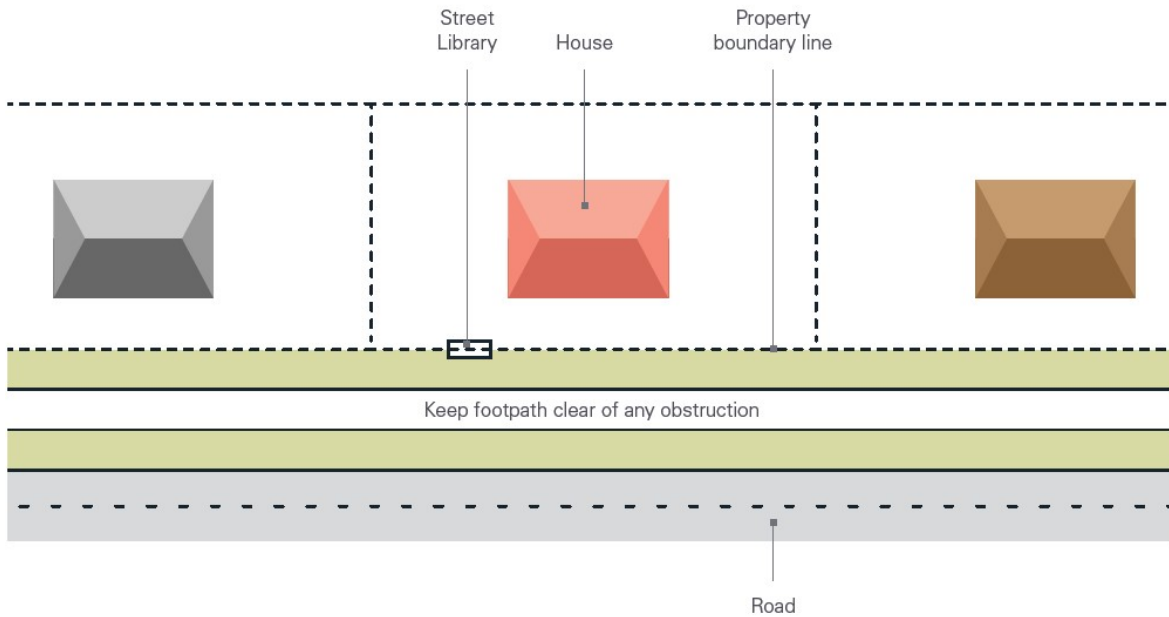 Street
Library
House
Property
boundary line
Keep footpath clear of any obstruction
Road